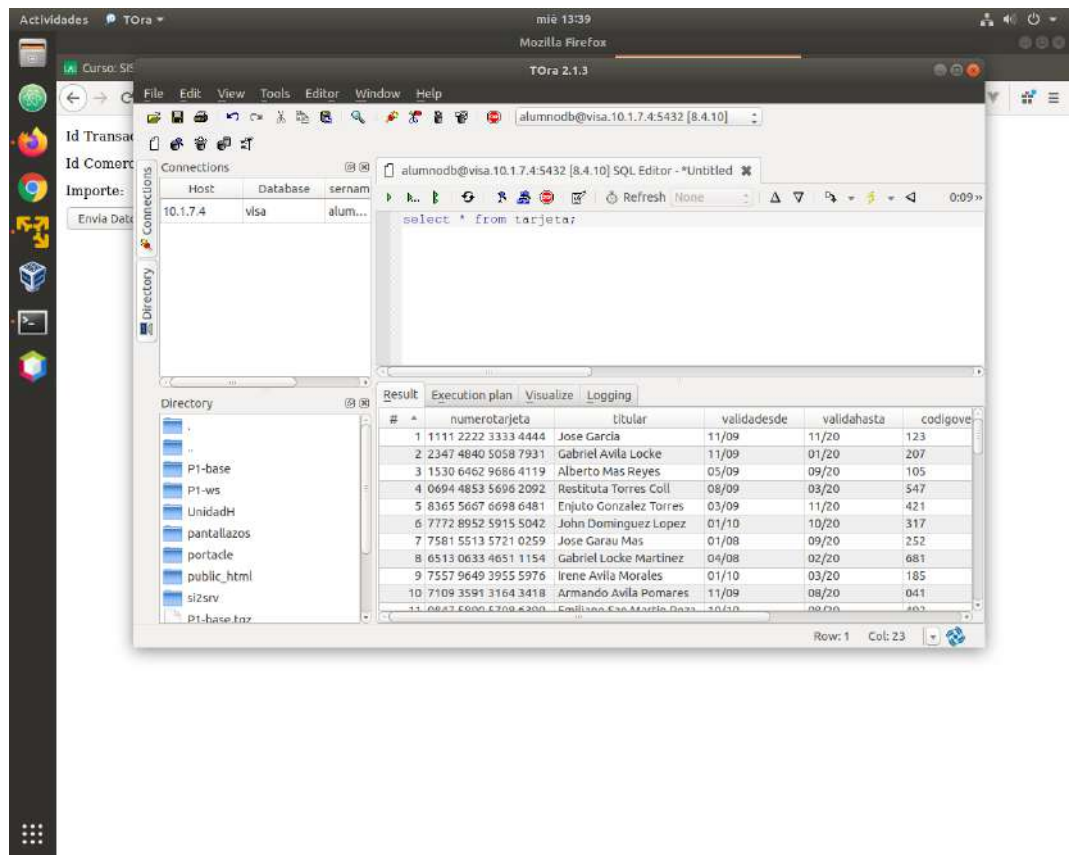 Actividades TOra mié 13:39
Mozilla Firefox
Curso: SIS
TOra 2.1.3
File Edit View Tools Editor Window Help
alumnodb@visa.10.1.7.4:5432 [8.4.10]
Id Transac
Id Comerc
Importe:
Envia Dato
Connections
Directory
Connections
Host Database sernam
10.1.7.4 visa alum...
alumnodb@visa.10.1.7.4:5432 [8.4.10] SQL Editor - *Untitled
Refresh None 0:09
select * from tarjeta;
Directory
.
..
P1-base
P1-ws
UnidadH
pantallazos
portacle
public_html
si2srv
P1-base.tgz
Result Execution plan Visualize Logging
# numerotarjeta titular validadesde validahasta codigove
1 1111 2222 3333 4444 Jose Garcia 11/09 11/20 123
2 2347 4840 5058 7931 Gabriel Avila Locke 11/09 01/20 207
3 1530 6462 9686 4119 Alberto Mas Reyes 05/09 09/20 105
4 0694 4853 5696 2092 Restituta Torres Coll 08/09 03/20 547
5 8365 5667 6698 6481 Enjuto Gonzalez Torres 03/09 11/20 421
6 7772 8952 5915 5042 John Dominguez Lopez 01/10 10/20 317
7 7581 5513 5721 0259 Jose Garau Mas 01/08 09/20 252
8 6513 0633 4651 1154 Gabriel Locke Martinez 04/08 02/20 681
9 7557 9649 3955 5976 Irene Avila Morales 01/10 03/20 185
10 7109 3591 3164 3418 Armando Avila Pomares 11/09 08/20 041
11
Row: 1 Col: 23